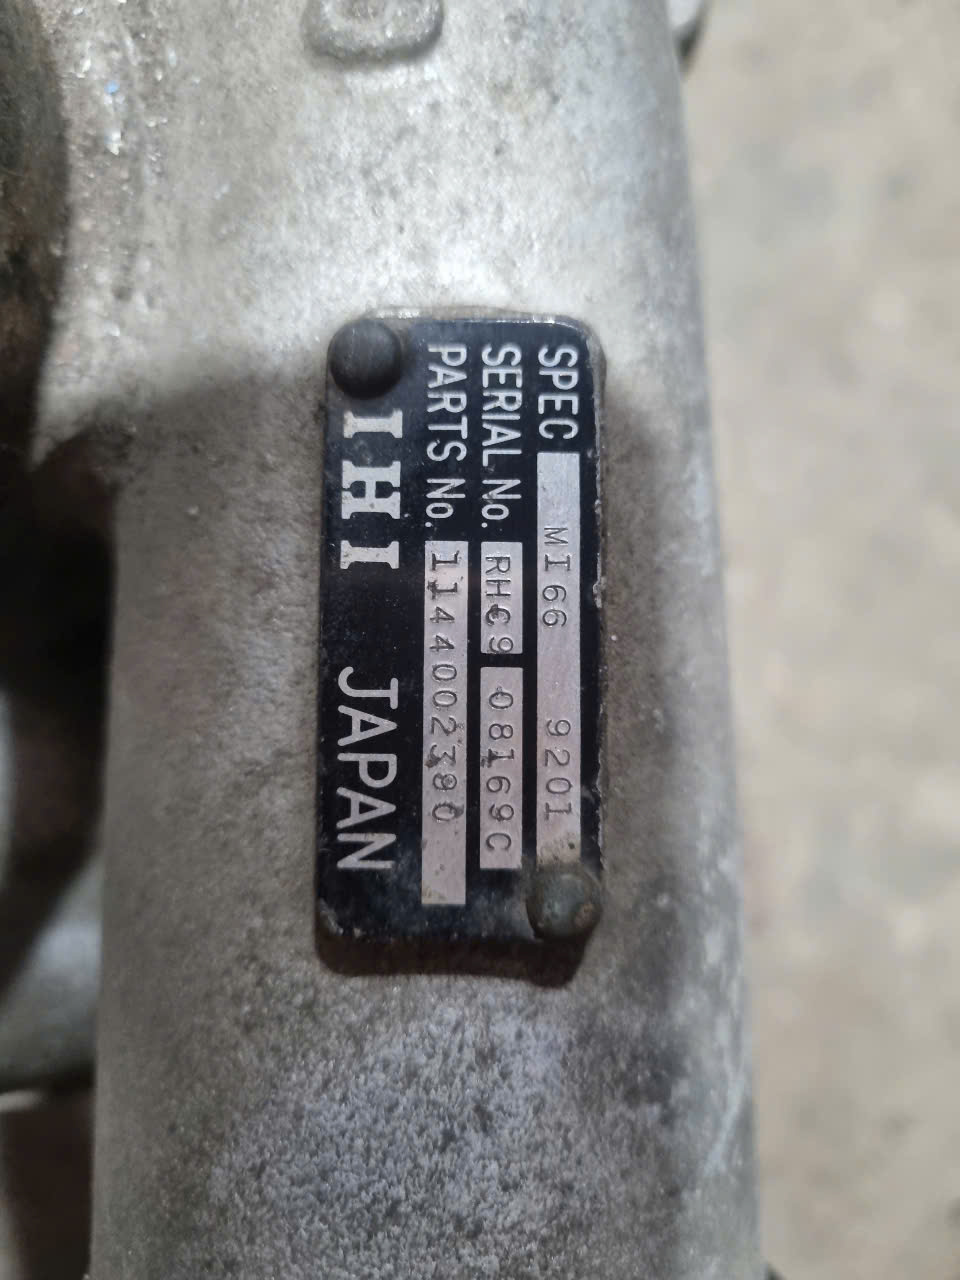 SPEC MI66 9201
SERIAL No. RHC9 08169C
PARTS No. 1144002380
IHI JAPAN